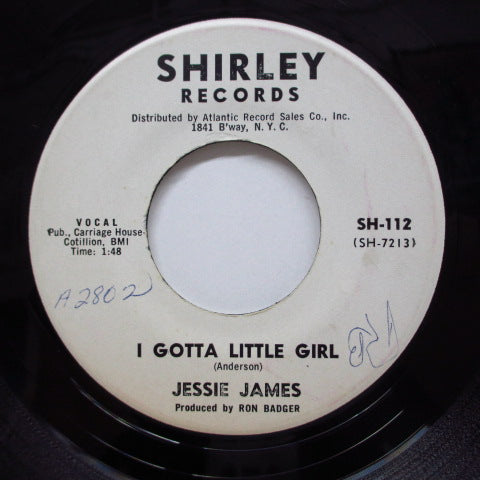 SHIRLEY
RECORDS
Distributed by Atlantic Record Sales Co., Inc.
1841 B'way, N. Y. C.
VOCAL
Pub., Carriage House-
Cotillion, BMI
Time: 1:48
SH-112
(SH-7213)
A2802
I GOTTA LITTLE GIRL
(Anderson)
JESSIE JAMES
Produced by RON BADGER